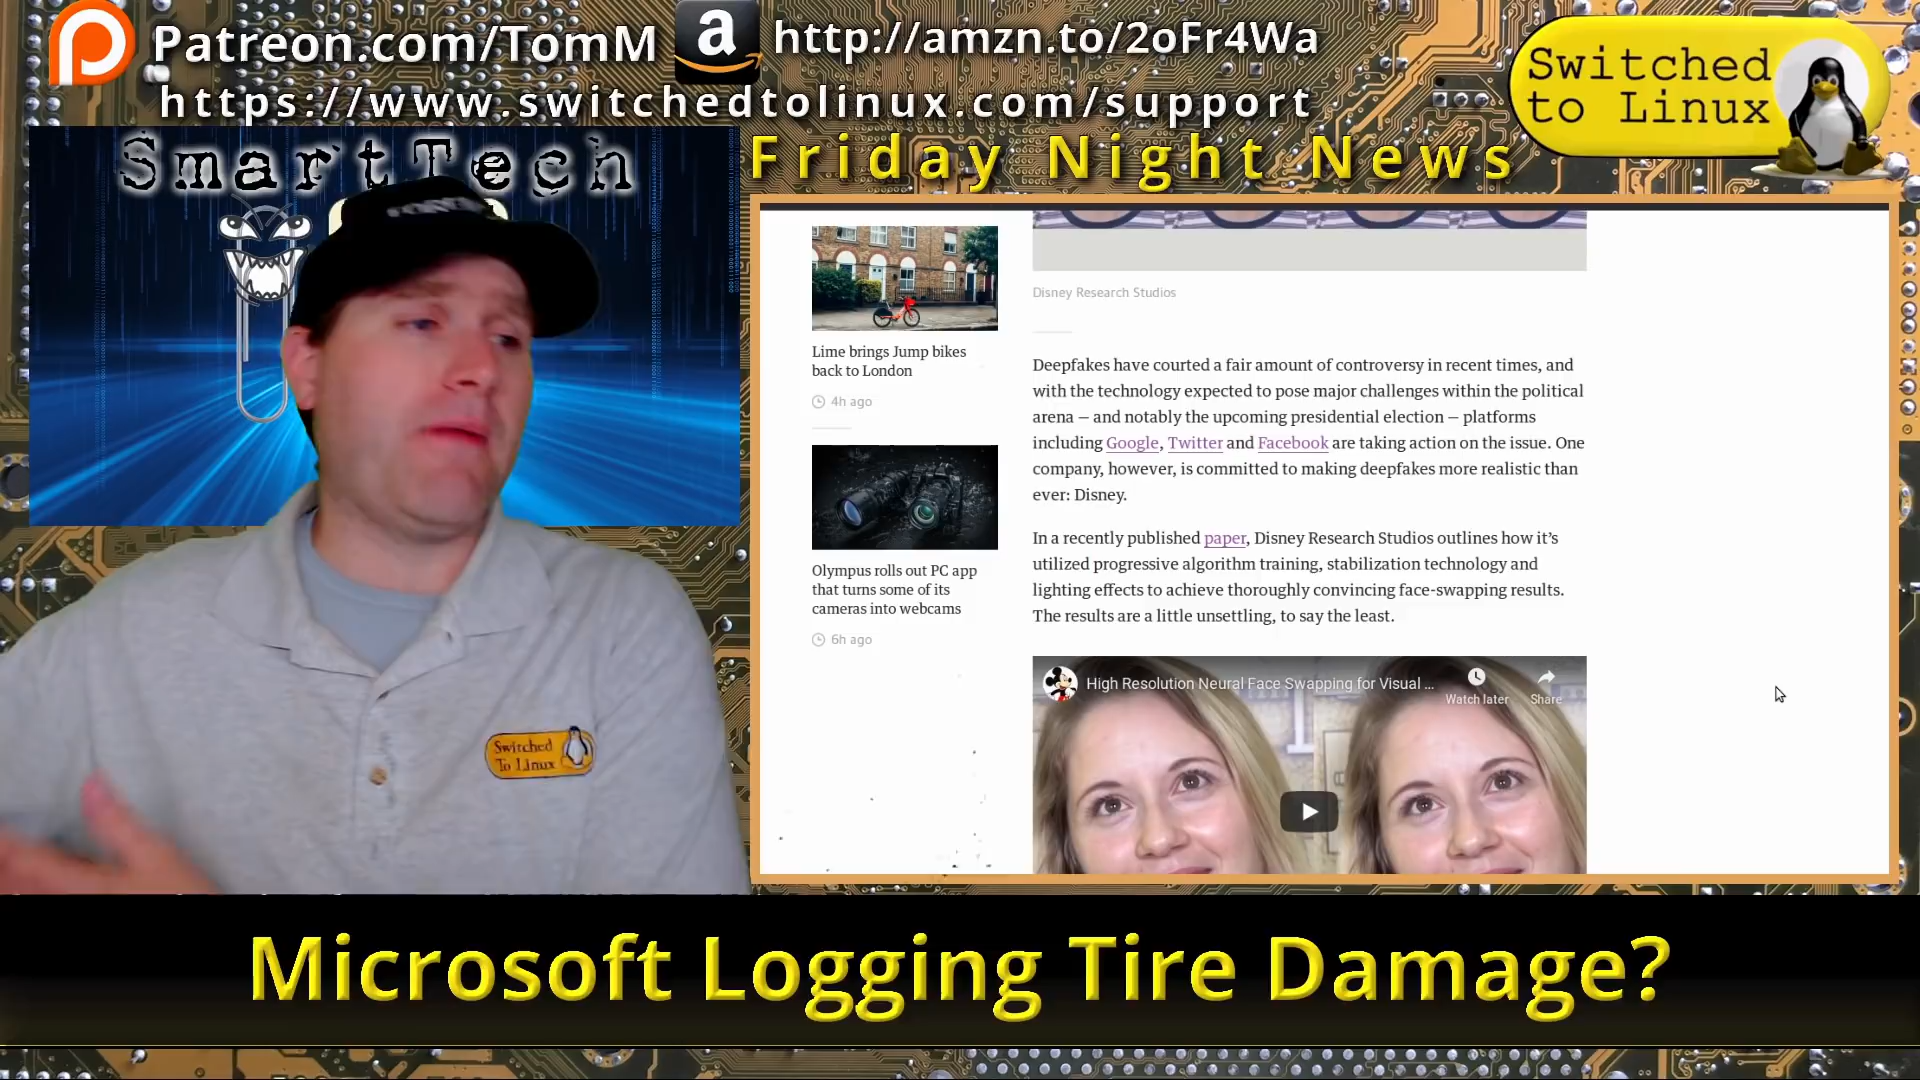 Patreon.com/TomM
http://amzn.to/2oFr4Wa
https://www.switchedtolinux.com/support
Switched
to Linux
SmartTech
Friday Night News
Lime brings Jump bikes
back to London
4h ago
Olympus rolls out PC app
that turns some of its
cameras into webcams
6h ago
Disney Research Studios
Deepfakes have courted a fair amount of controversy in recent times, and
with the technology expected to pose major challenges within the political
arena — and notably the upcoming presidential election — platforms
including Google, Twitter and Facebook are taking action on the issue. One
company, however, is committed to making deepfakes more realistic than
ever: Disney.
In a recently published paper, Disney Research Studios outlines how it's
utilized progressive algorithm training, stabilization technology and
lighting effects to achieve thoroughly convincing face-swapping results.
The results are a little unsettling, to say the least.
High Resolution Neural Face Swapping for Visual ...
Watch later
Share
Switched
To Linux
Microsoft Logging Tire Damage?